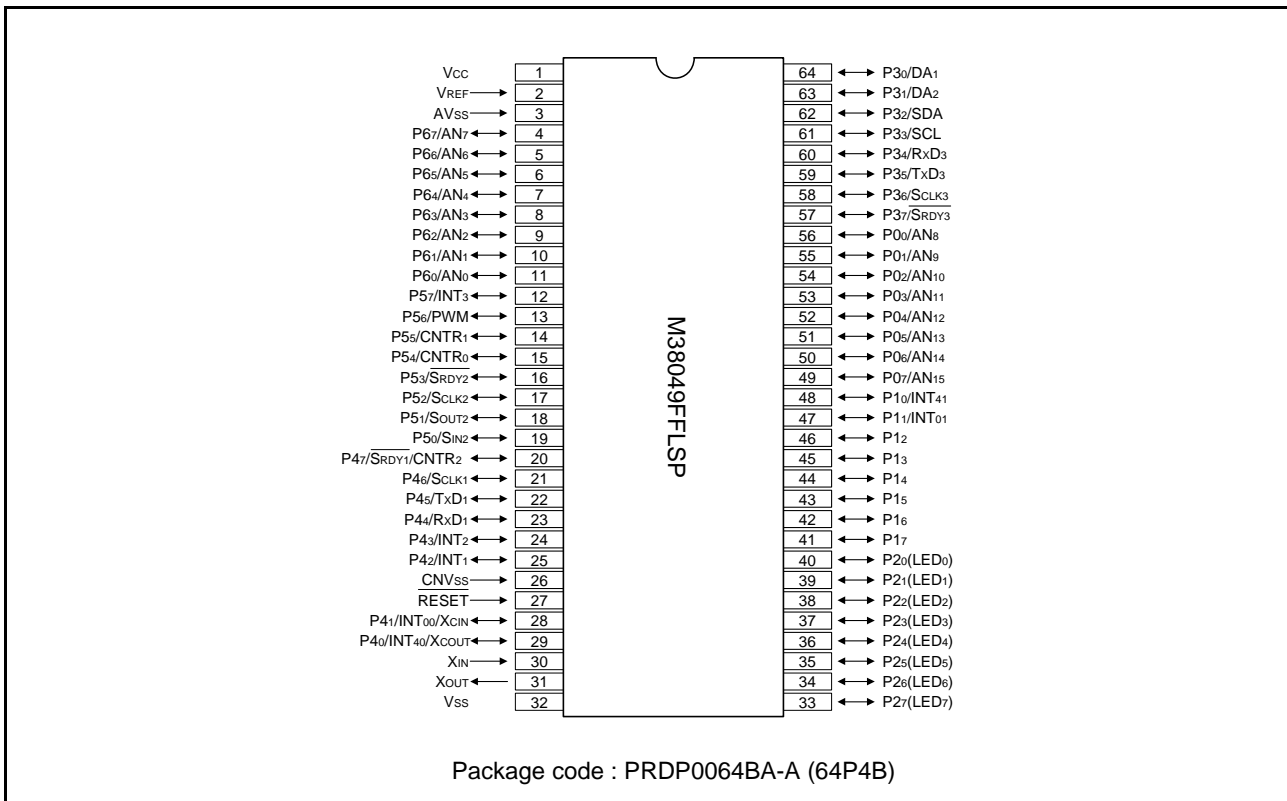 VCC 1 64 P30/DA1
VREF 2 63 P31/DA2
AVSS 3 62 P32/SDA
P67/AN7 4 61 P33/SCL
P66/AN6 5 60 P34/RXD3
P65/AN5 6 59 P35/TXD3
P64/AN4 7 58 P36/SCLK3
P63/AN3 8 57 P37/SRDY3
P62/AN2 9 56 P00/AN8
P61/AN1 10 55 P01/AN9
P60/AN0 11 54 P02/AN10
P57/INT3 12 53 P03/AN11
P56/PWM 13 52 P04/AN12
P55/CNTR1 14 51 P05/AN13
P54/CNTR0 15 50 P06/AN14
P53/SRDY2 16 49 P07/AN15
P52/SCLK2 17 48 P10/INT41
P51/SOUT2 18 47 P11/INT01
P50/SIN2 19 46 P12
P47/SRDY1/CNTR2 20 45 P13
P46/SCLK1 21 44 P14
P45/TXD1 22 43 P15
P44/RXD1 23 42 P16
P43/INT2 24 41 P17
P42/INT1 25 40 P20(LED0)
CNVSS 26 39 P21(LED1)
RESET 27 38 P22(LED2)
P41/INT00/XCIN 28 37 P23(LED3)
P40/INT40/XCOUT 29 36 P24(LED4)
XIN 30 35 P25(LED5)
XOUT 31 34 P26(LED6)
VSS 32 33 P27(LED7)
M38049FFLSP
Package code : PRDP0064BA-A (64P4B)